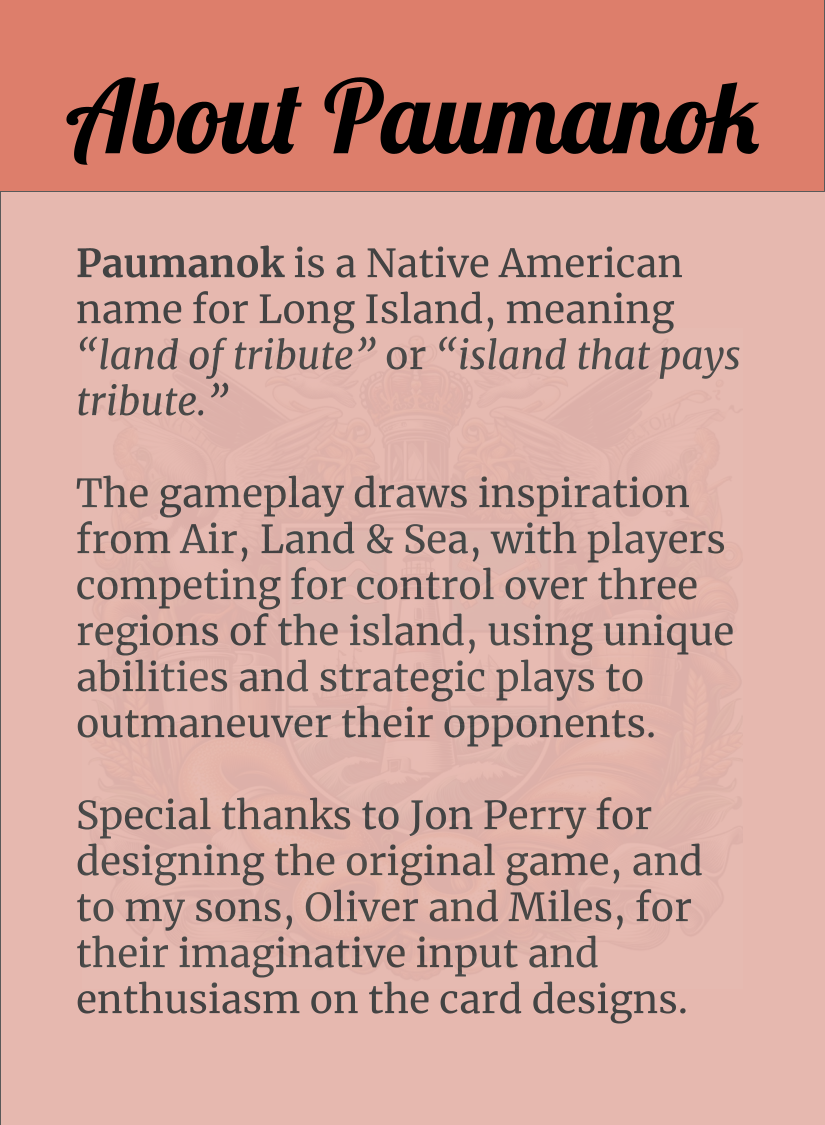 About Paumanok
Paumanok is a Native American
name for Long Island, meaning
“land of tribute” or “island that pays
tribute.”
The gameplay draws inspiration
from Air, Land & Sea, with players
competing for control over three
regions of the island, using unique
abilities and strategic plays to
outmaneuver their opponents.
Special thanks to Jon Perry for
designing the original game, and
to my sons, Oliver and Miles, for
their imaginative input and
enthusiasm on the card designs.